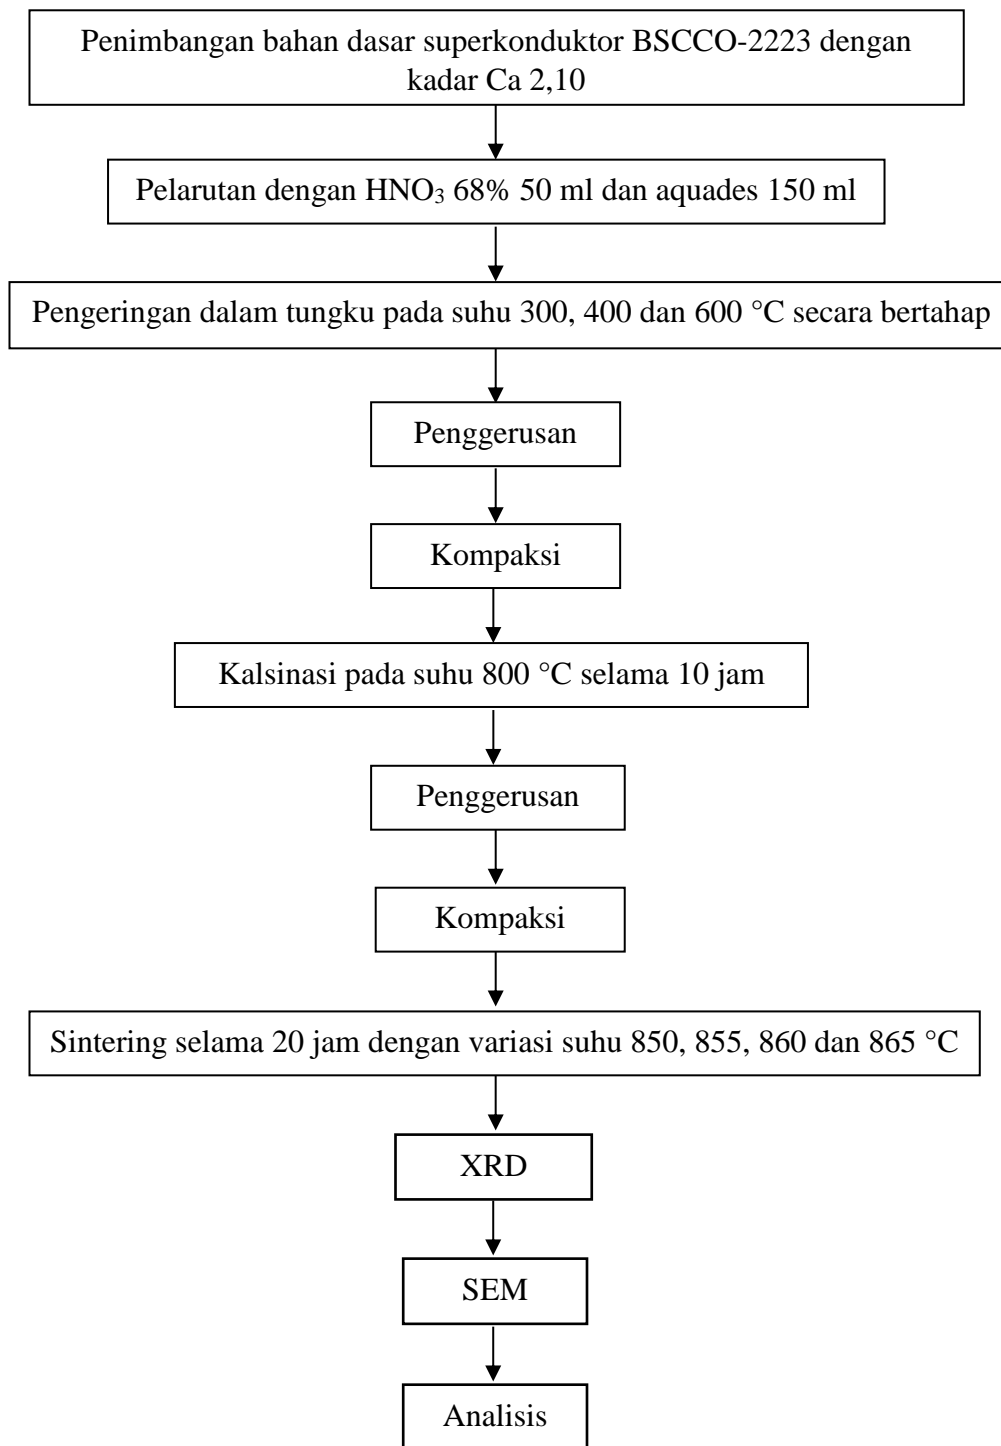 Penimbangan bahan dasar superkonduktor BSCCO-2223 dengan
kadar Ca 2,10
Pelarutan dengan HNO₃ 68% 50 ml dan aquades 150 ml
Pengeringan dalam tungku pada suhu 300, 400 dan 600 °C secara bertahap
Penggerusan
Kompaksi
Kalsinasi pada suhu 800 °C selama 10 jam
Penggerusan
Kompaksi
Sintering selama 20 jam dengan variasi suhu 850, 855, 860 dan 865 °C
XRD
SEM
Analisis